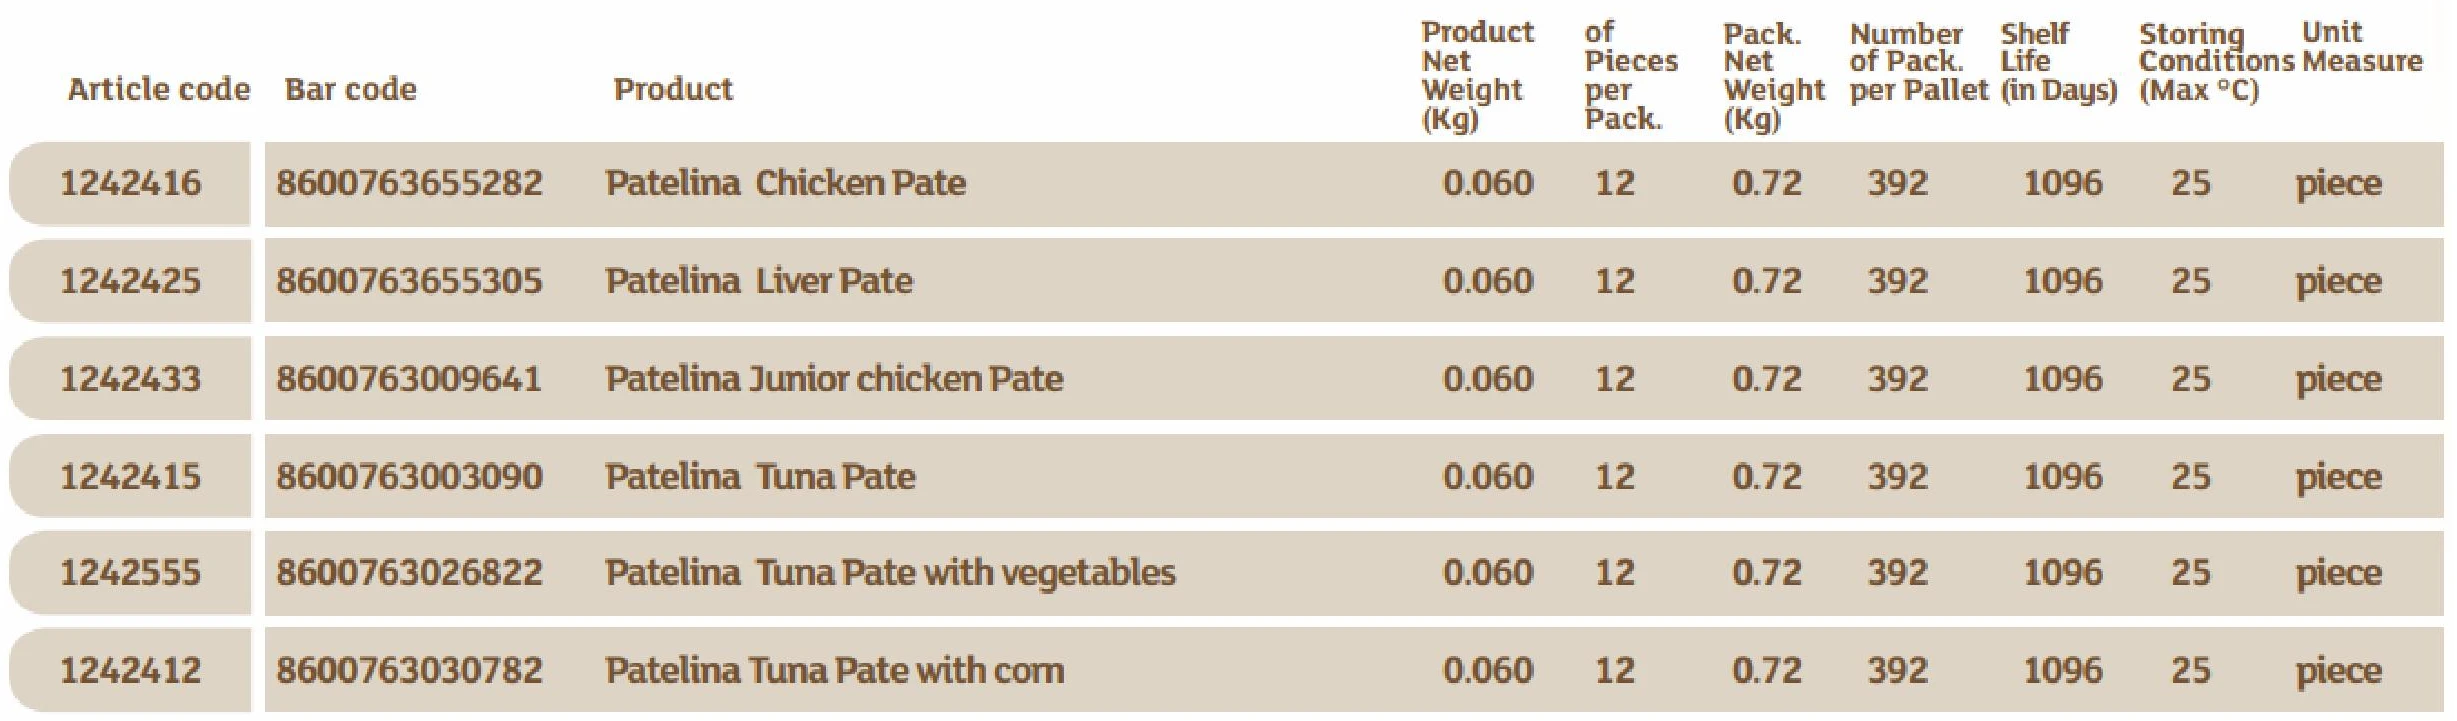 Article code Bar code Product Product Net Weight (Kg) of Pieces per Pack. Pack. Net Weight (Kg) Number of Pack. per Pallet Shelf Life (in Days) Storing Conditions (Max °C) Unit Measure
1242416 8600763655282 Patelina Chicken Pate 0.060 12 0.72 392 1096 25 piece
1242425 8600763655305 Patelina Liver Pate 0.060 12 0.72 392 1096 25 piece
1242433 8600763009641 Patelina Junior chicken Pate 0.060 12 0.72 392 1096 25 piece
1242415 8600763003090 Patelina Tuna Pate 0.060 12 0.72 392 1096 25 piece
1242555 8600763026822 Patelina Tuna Pate with vegetables 0.060 12 0.72 392 1096 25 piece
1242412 8600763030782 Patelina Tuna Pate with corn 0.060 12 0.72 392 1096 25 piece